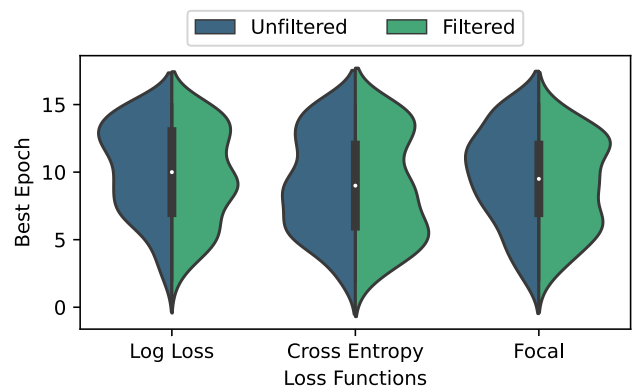 Unfiltered Filtered
Best Epoch
15
10
5
0
Log Loss Cross Entropy Focal
Loss Functions